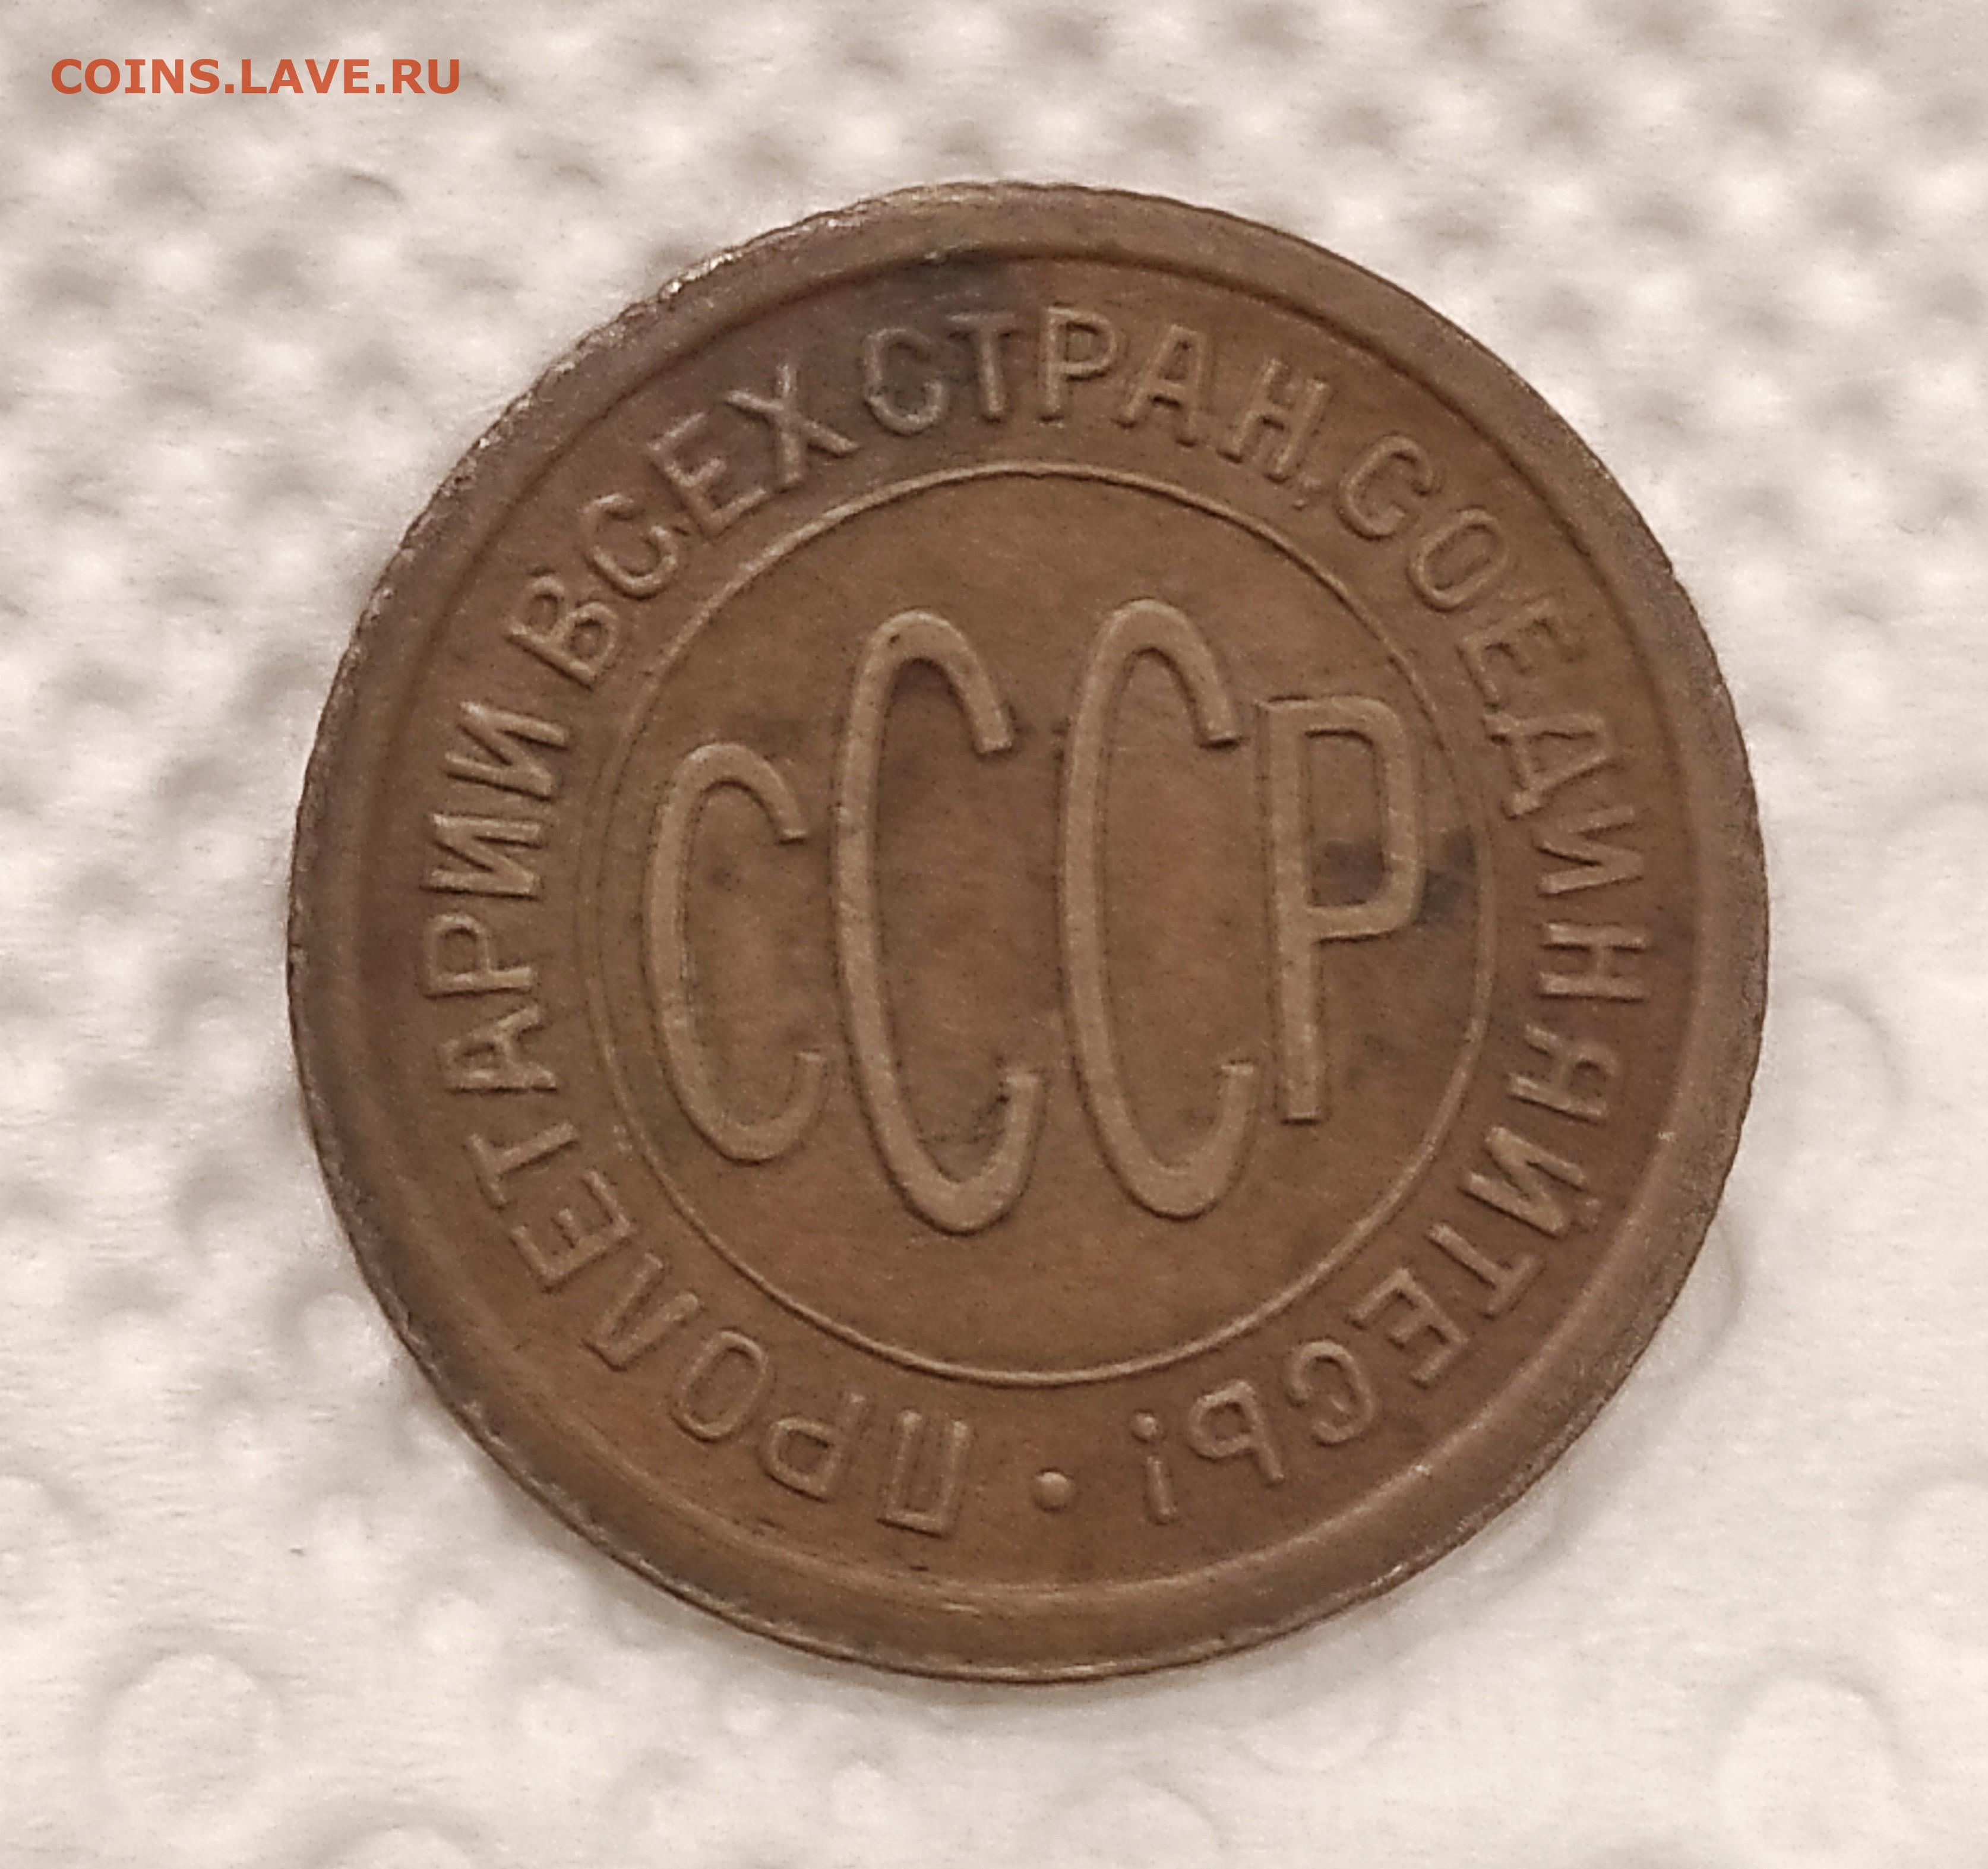 COINS.LAVE.RU
ПРОЛЕТАРИИ ВСЕХ СТРАН, СОЕДИНЯЙТЕСЬ! •
СССР